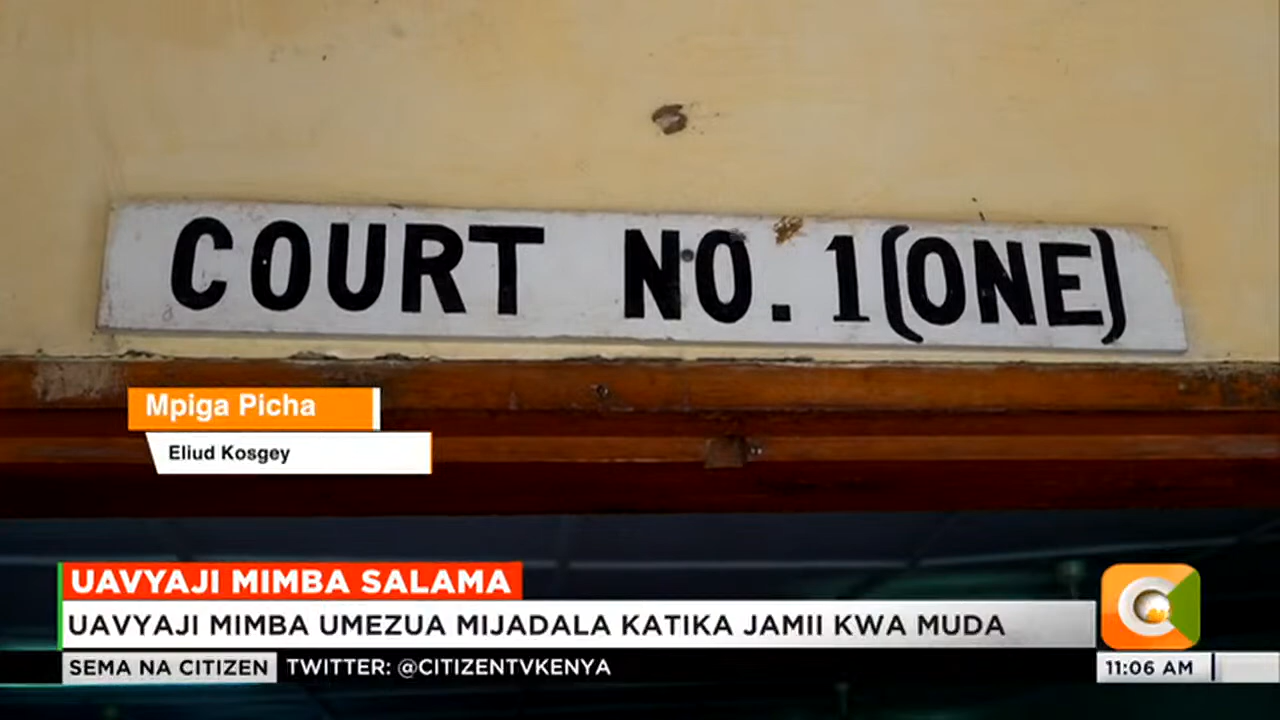 COURT NO. 1(ONE)
Mpiga Picha
Eliud Kosgey
UAVYAJI MIMBA SALAMA
UAVYAJI MIMBA UMEZUA MIJADALA KATIKA JAMII KWA MUDA
SEMA NA CITIZEN TWITTER: @CITIZENTVKENYA
11:06 AM